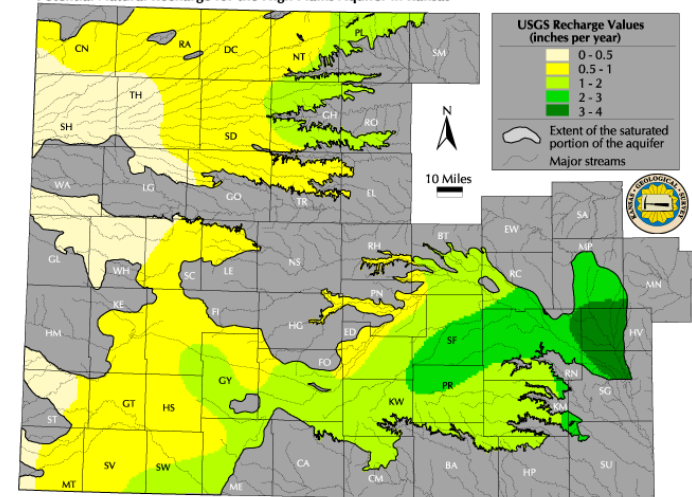 USGS Recharge Values
(inches per year)
0 - 0.5
0.5 - 1
1 - 2
2 - 3
3 - 4
Extent of the saturated
portion of the aquifer
Major streams
N
10 Miles
KANSAS GEOLOGICAL SURVEY
CN
RA
DC
NT
PL
SM
TH
SH
SD
GH
RO
WA
LG
GO
TR
EL
GL
WH
SC
LE
NS
RH
BT
EW
SA
RC
MP
MN
KE
FI
HG
PN
ED
HM
FO
SF
HV
GY
PR
RN
SG
ST
GT
HS
KW
KM
MT
SV
SW
ME
CA
CM
BA
HP
SU